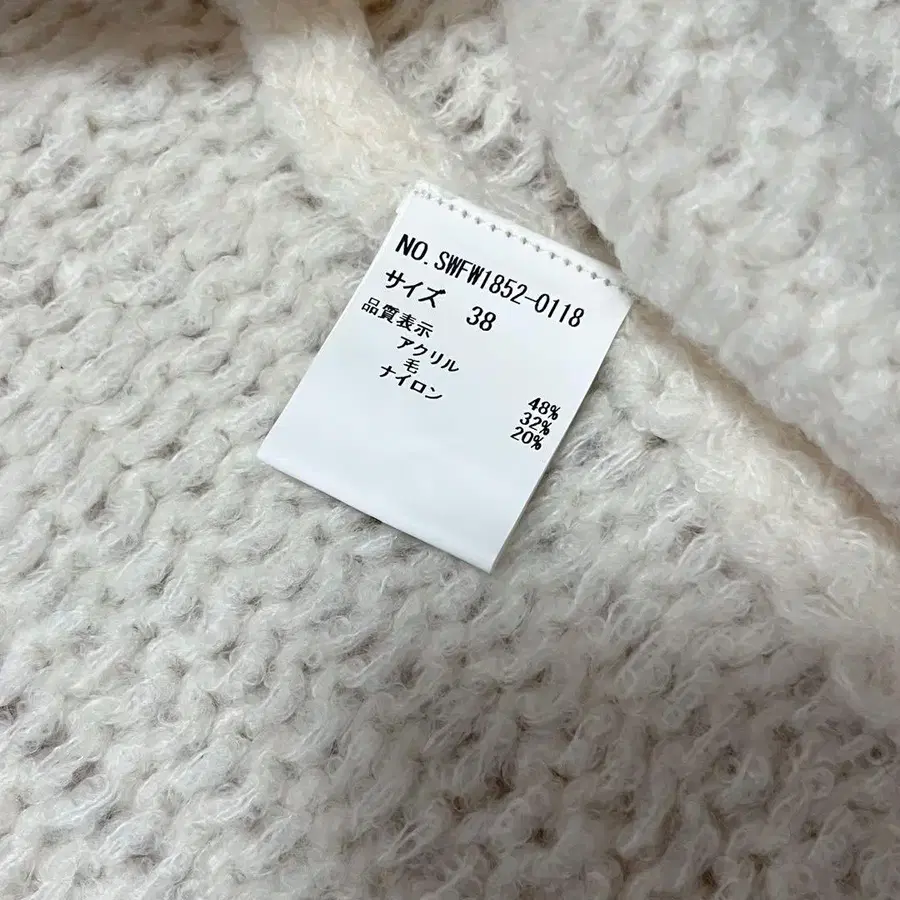 NO.SWFW1852-0118
サイズ 38
品質表示
アクリル 48%
毛 32%
ナイロン 20%